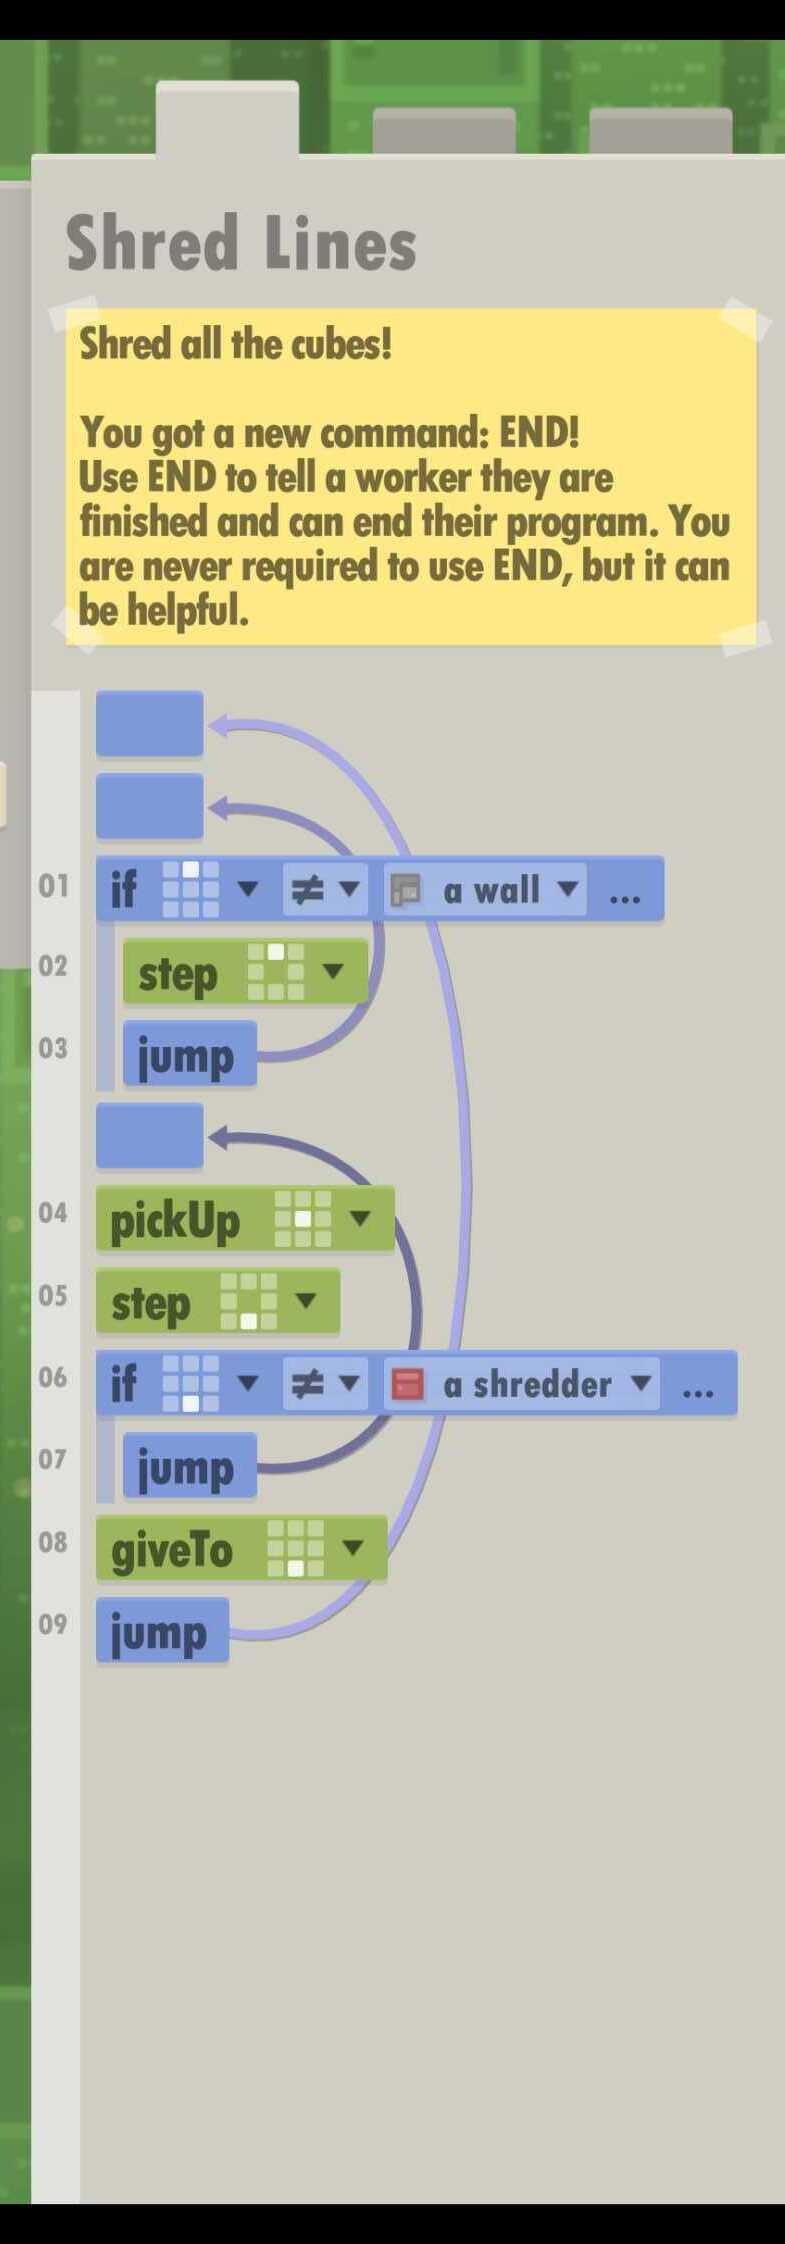 Shred Lines
Shred all the cubes!
You got a new command: END!
Use END to tell a worker they are
finished and can end their program. You
are never required to use END, but it can
be helpful.
01 if ≠ a wall ...
02 step
03 jump
04 pickUp
05 step
06 if ≠ a shredder ...
07 jump
08 giveTo
09 jump